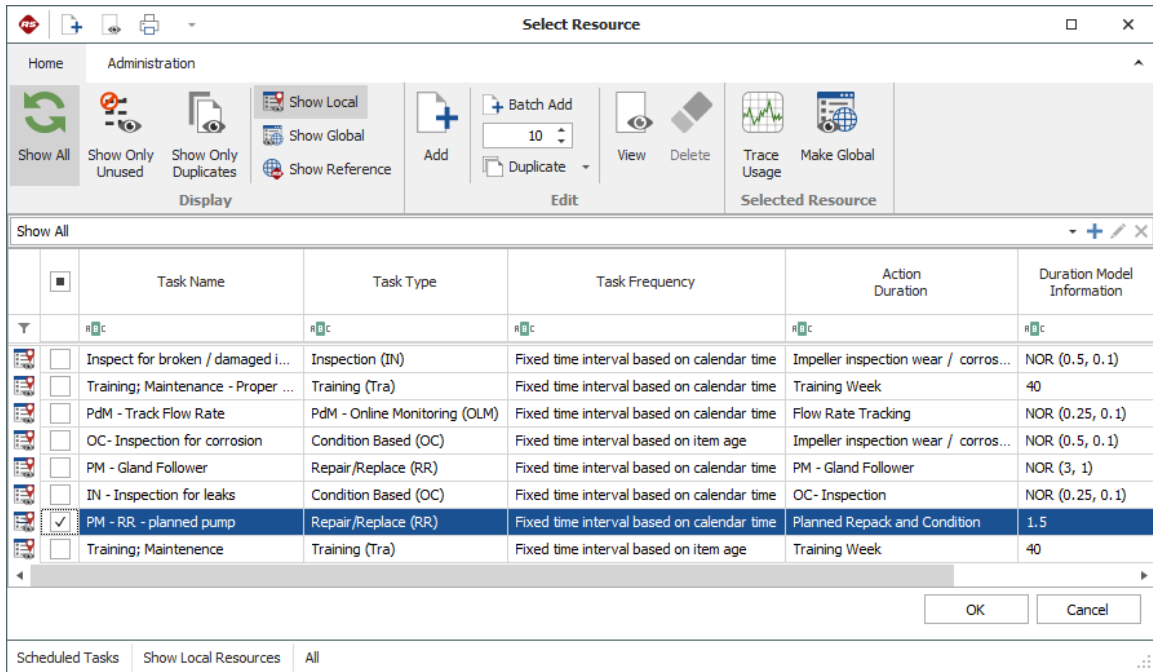 RS
Select Resource
Home Administration
Show All
Show Only Unused
Show Only Duplicates
Show Local
Show Global
Show Reference
Display
Add
Batch Add
10
Duplicate
View
Delete
Edit
Trace Usage
Make Global
Selected Resource
Show All
Task Name Task Type Task Frequency Action Duration Duration Model Information
ABC ABC ABC ABC ABC
Inspect for broken / damaged i... Inspection (IN) Fixed time interval based on calendar time Impeller inspection wear / corros... NOR (0.5, 0.1)
Training; Maintenance - Proper ... Training (Tra) Fixed time interval based on calendar time Training Week 40
PdM - Track Flow Rate PdM - Online Monitoring (OLM) Fixed time interval based on calendar time Flow Rate Tracking NOR (0.25, 0.1)
OC- Inspection for corrosion Condition Based (OC) Fixed time interval based on item age Impeller inspection wear / corros... NOR (0.5, 0.1)
PM - Gland Follower Repair/Replace (RR) Fixed time interval based on calendar time PM - Gland Follower NOR (3, 1)
IN - Inspection for leaks Condition Based (OC) Fixed time interval based on calendar time OC- Inspection NOR (0.25, 0.1)
PM - RR - planned pump Repair/Replace (RR) Fixed time interval based on calendar time Planned Repack and Condition 1.5
Training; Maintenence Training (Tra) Fixed time interval based on item age Training Week 40
OK Cancel
Scheduled Tasks Show Local Resources All